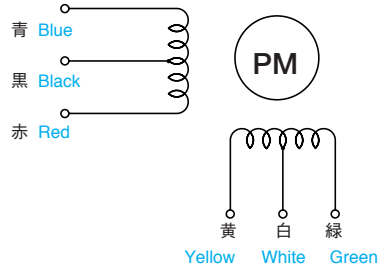 青 Blue
黒 Black
赤 Red
PM
黄 白 緑
Yellow White Green